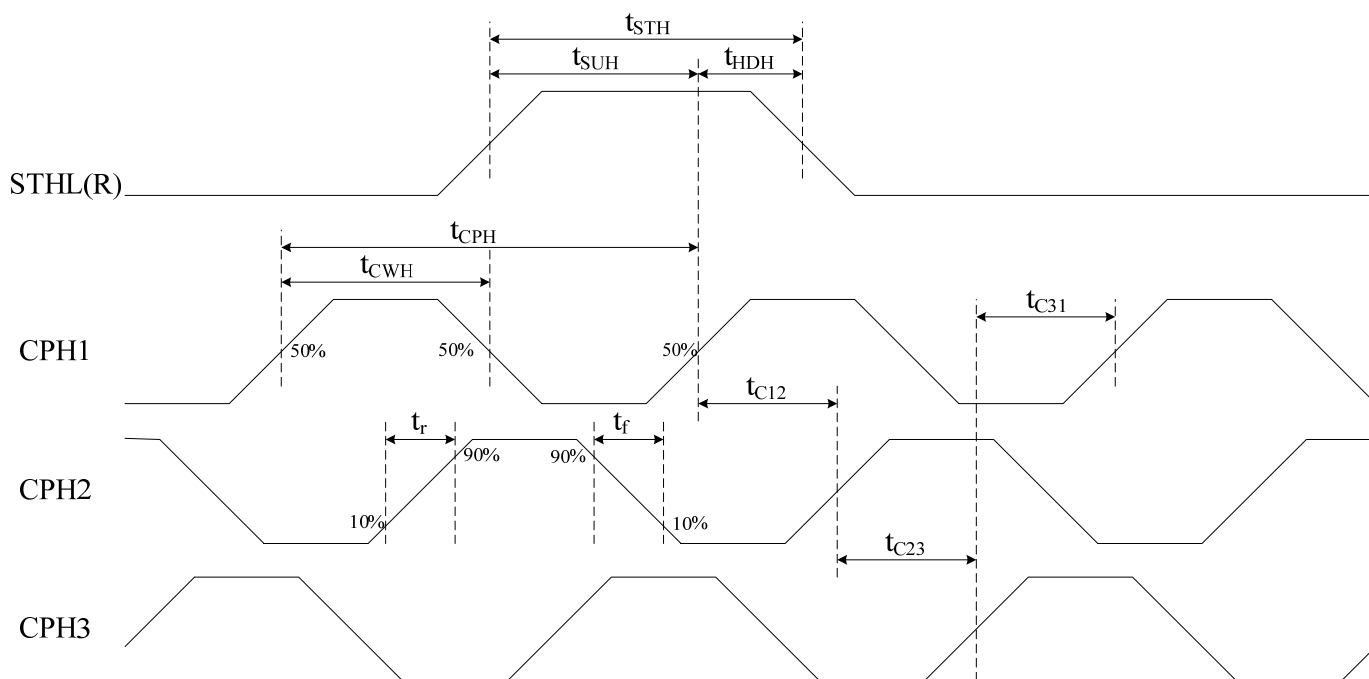 tSTH
tSUH
tHDH
STHL(R)
tCPH
tCWH
tC31
CPH1
50%
50%
50%
tC12
tr
tf
90%
90%
CPH2
10%
10%
tC23
CPH3